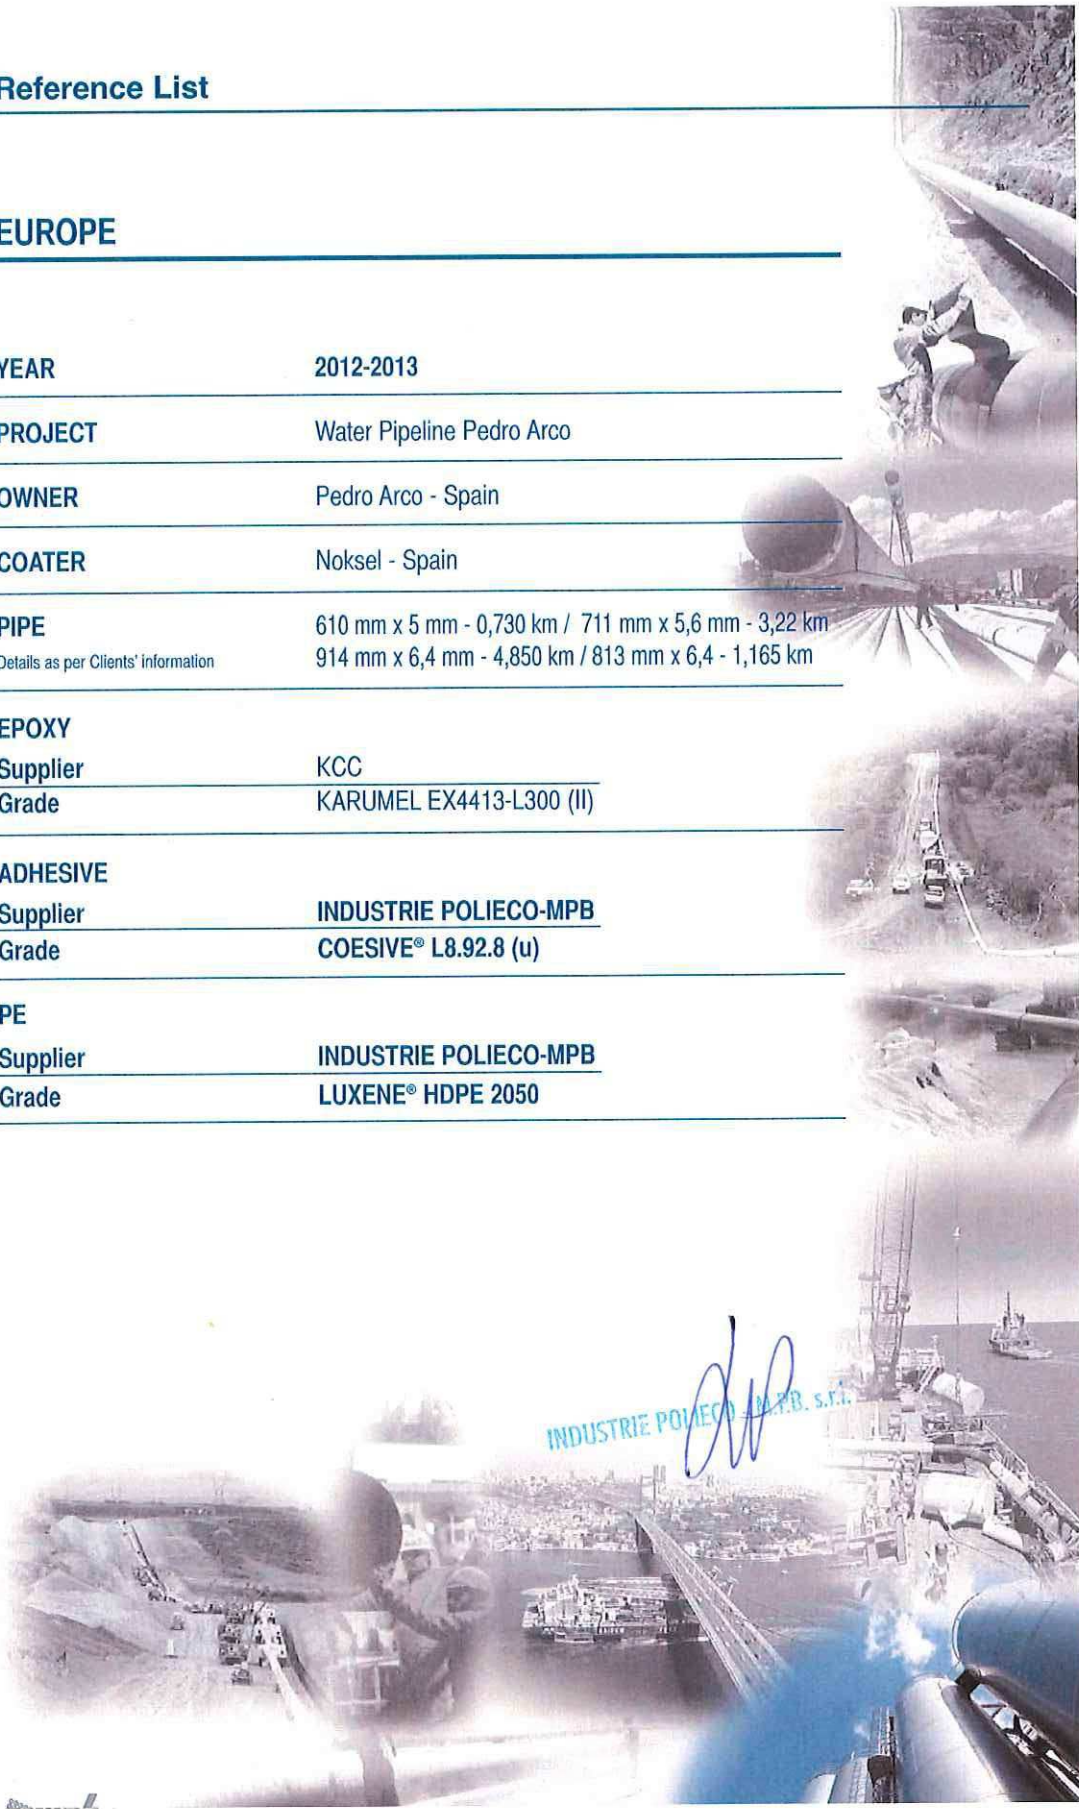 Reference List
EUROPE
YEAR 2012-2013
PROJECT Water Pipeline Pedro Arco
OWNER Pedro Arco - Spain
COATER Noksel - Spain
PIPE 610 mm x 5 mm - 0,730 km / 711 mm x 5,6 mm - 3,22 km
Details as per Clients' information 914 mm x 6,4 mm - 4,850 km / 813 mm x 6,4 - 1,165 km
EPOXY
Supplier KCC
Grade KARUMEL EX4413-L300 (II)
ADHESIVE
Supplier INDUSTRIE POLIECO-MPB
Grade COESIVE® L8.92.8 (u)
PE
Supplier INDUSTRIE POLIECO-MPB
Grade LUXENE® HDPE 2050
INDUSTRIE POLIECO - M.P.B. s.r.l.